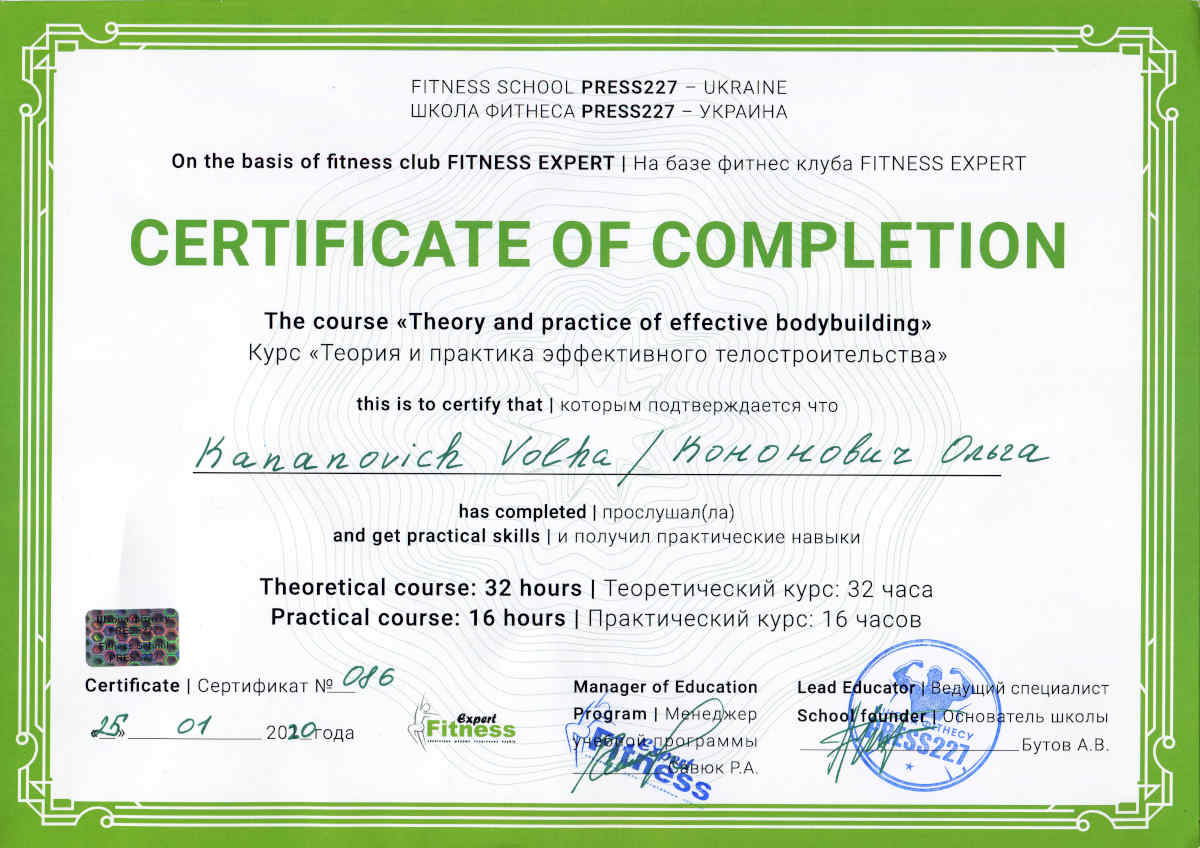 FITNESS SCHOOL PRESS227 – UKRAINE
ШКОЛА ФИТНЕСА PRESS227 – УКРАИНА
On the basis of fitness club FITNESS EXPERT | На базе фитнес клуба FITNESS EXPERT
CERTIFICATE OF COMPLETION
The course «Theory and practice of effective bodybuilding»
Курс «Теория и практика эффективного телостроительства»
this is to certify that | которым подтверждается что
Kananovich Volha / Кононович Ольга
has completed | прослушал(ла)
and get practical skills | и получил практические навыки
Theoretical course: 32 hours | Теоретический курс: 32 часа
Practical course: 16 hours | Практический курс: 16 часов
Школа фитнесу
PRESS227
Fitness School
PRESS227
Certificate | Сертификат № 086
«25» 01 2020 года
Expert
Fitness
Manager of Education
Program | Менеджер
учебной программы
Савюк Р.А.
Expert
Fitness
Lead Educator | Ведущий специалист
School founder | Основатель школы
Бутов А.В.
ФІТНЕСУ
PRESS227